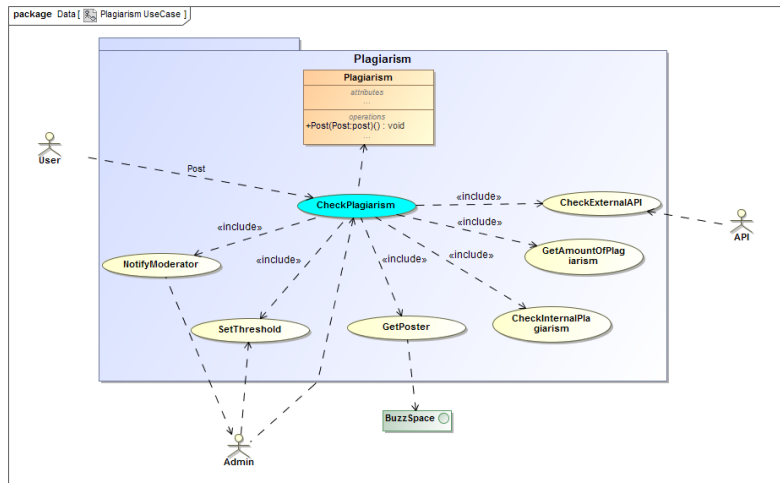 package Data [ Plagiarism UseCase ]
Plagiarism
Plagiarism
attributes
...
operations
+Post(Post:post)() : void
...
User
Post
CheckPlagiarism
«include»
CheckExternalAPI
API
«include»
«include»
GetAmountOfPlag
iarism
NotifyModerator
«include»
«include»
«include»
SetThreshold
GetPoster
CheckInternalPla
giarism
BuzzSpace
Admin